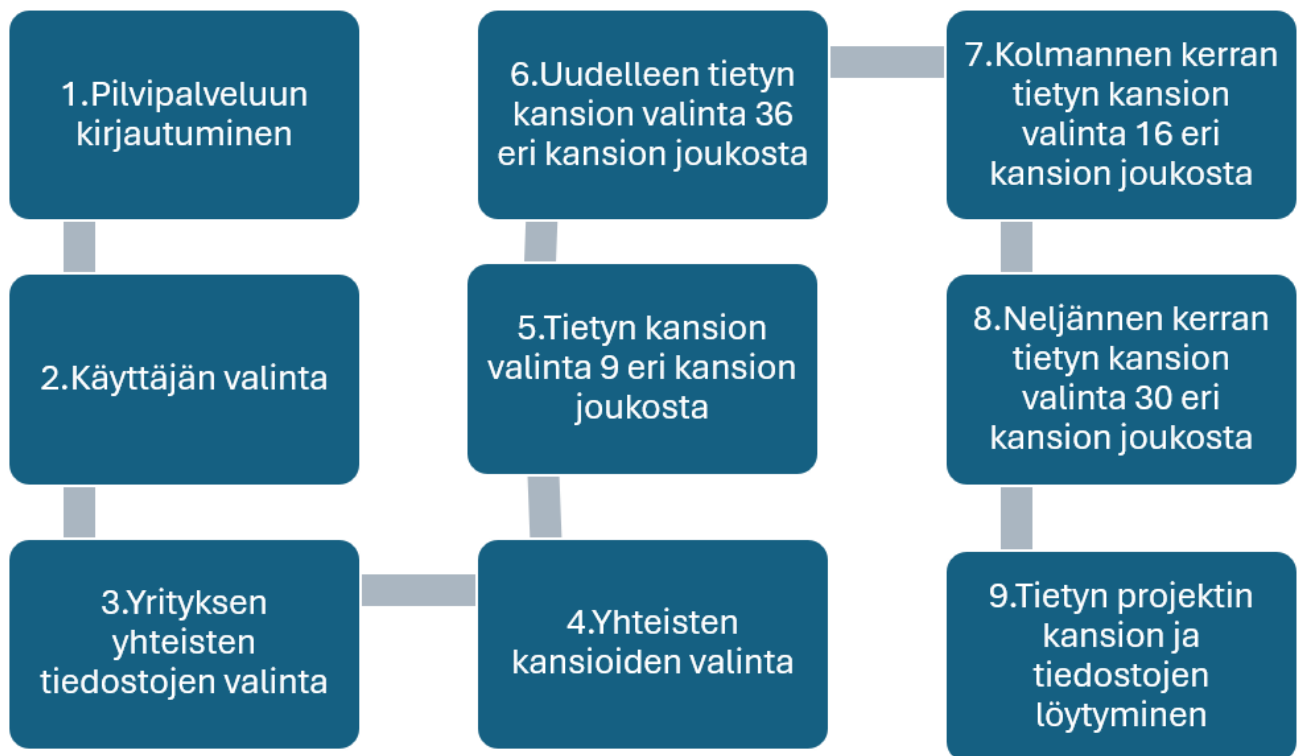 1.Pilvipalveluun
kirjautuminen
2.Käyttäjän valinta
3.Yrityksen
yhteisten
tiedostojen valinta
4.Yhteisten
kansioiden valinta
5.Tietyn kansion
valinta 9 eri kansion
joukosta
6.Uudelleen tietyn
kansion valinta 36
eri kansion joukosta
7.Kolmannen kerran
tietyn kansion
valinta 16 eri
kansion joukosta
8.Neljännen kerran
tietyn kansion
valinta 30 eri
kansion joukosta
9.Tietyn projektin
kansion ja
tiedostojen
löytyminen